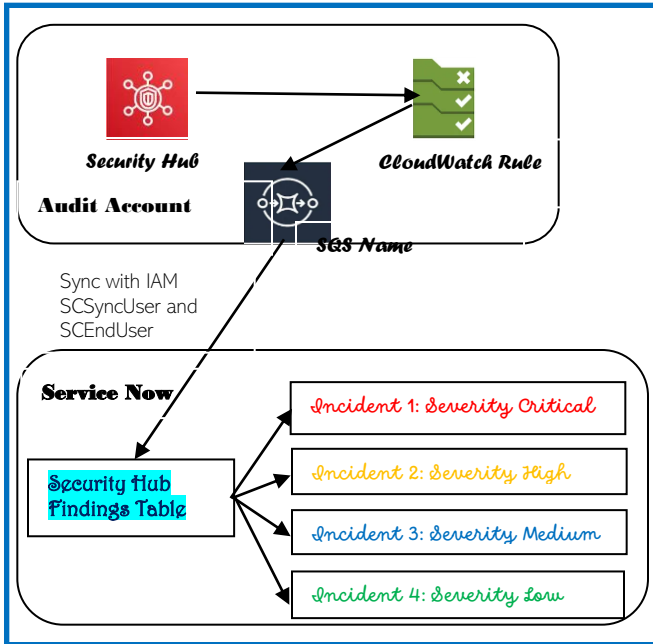 Security Hub
CloudWatch Rule
Audit Account
SQS Name
Sync with IAM
SCSyncUser and
SCEndUser
Service Now
Security Hub
Findings Table
Incident 1: Severity Critical
Incident 2: Severity High
Incident 3: Severity Medium
Incident 4: Severity Low